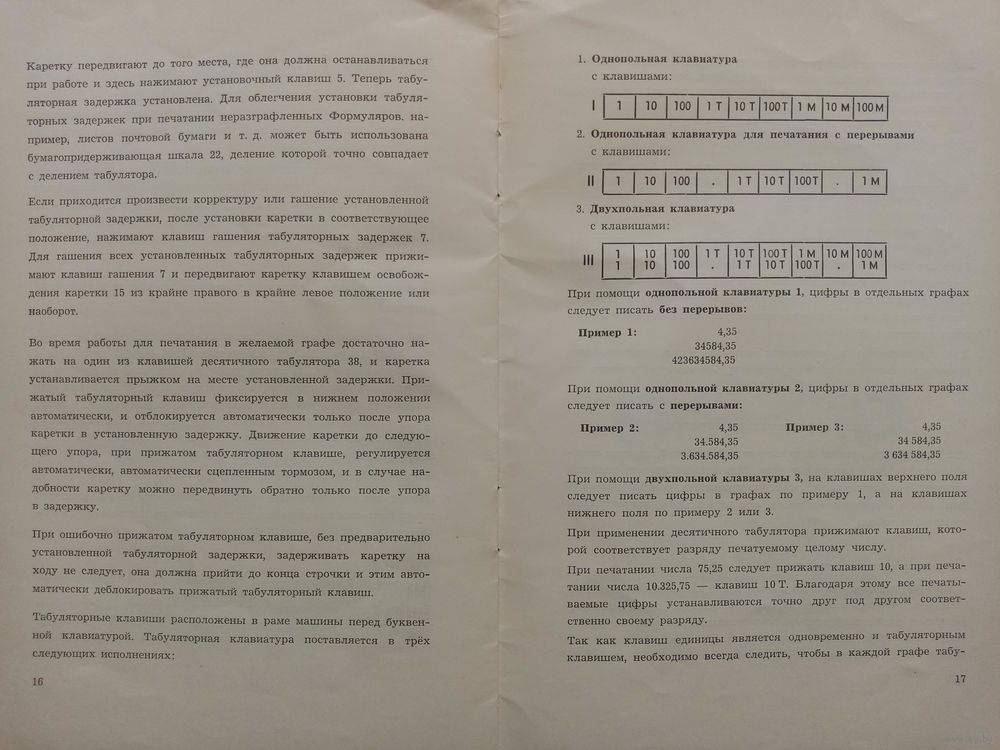 Каретку передвигают до того места, где она должна останавливаться
при работе и здесь нажимают установочный клавиш 5. Теперь табу-
ляторная задержка установлена. Для облегчения установки табуля-
торных задержек при печатании неразграфленных Формуляров. на-
пример, листов почтовой бумаги и т. д. может быть использована
бумагопридерживающая шкала 22, деление которой точно совпадает
с делением табулятора.
Если приходится произвести корректуру или гашение установленной
табуляторной задержки, после установки каретки в соответствующее
положение, нажимают клавиш гашения табуляторных задержек 7.
Для гашения всех установленных табуляторных задержек прижи-
мают клавиш гашения 7 и передвигают каретку клавишем освобож-
дения каретки 15 из крайне правого в крайне левое положение или
наоборот.
Во время работы для печатания в желаемой графе достаточно на-
жать на один из клавишей десятичного табулятора 38, и каретка
устанавливается прыжком на месте установленной задержки. При-
жатый табуляторный клавиш фиксируется в нижнем положении
автоматически, и отблокируется автоматически только после упора
каретки в установленную задержку. Движение каретки до следую-
щего упора, при прижатом табуляторном клавише, регулируется
автоматически, автоматически сцепленным тормозом, и в случае на-
добности каретку можно передвинуть обратно только после упора
в задержку.
При ошибочно прижатом табуляторном клавише, без предварительно
установленной табуляторной задержки, задерживать каретку на
ходу не следует, она должна прийти до конца строчки и этим авто-
матически деблокировать прижатый табуляторный клавиш.
Табуляторные клавиши расположены в раме машины перед буквен-
ной клавиатурой. Табуляторная клавиатура поставляется в трёх
следующих исполнениях:
16
1. Однопольная клавиатура
с клавишами:
I 1 10 100 1 Т 10 Т 100 Т 1 М 10 М 100 М
2. Однопольная клавиатура для печатания с перерывами
с клавишами:
II 1 10 100 . 1 Т 10 Т 100Т . 1 М
3. Двухпольная клавиатура
с клавишами:
III 1 10 100 1 Т 10 Т 100Т 1 М 10 М 100 М
1 10 100 . 1 Т 10 Т 100Т . 1 М
При помощи однопольной клавиатуры 1, цифры в отдельных графах
следует писать без перерывов:
Пример 1: 4,35
34584,35
423634584,35
При помощи однопольной клавиатуры 2, цифры в отдельных графах
следует писать с перерывами:
Пример 2: 4,35 Пример 3: 4,35
34.584,35 34 584,35
3.634.584,35 3 634 584,35
При помощи двухпольной клавиатуры 3, на клавишах верхнего поля
следует писать цифры в графах по примеру 1, а на клавишах
нижнего поля по примеру 2 или 3.
При применении десятичного табулятора прижимают клавиш, кото-
рой соответствует разряду печатуемому целому числу.
При печатании числа 75,25 следует прижать клавиш 10, а при печа-
тании числа 10.325,75 — клавиш 10 Т. Благодаря этому все печаты-
ваемые цифры устанавливаются точно друг под другом соответ-
ственно своему разряду.
Так как клавиш единицы является одновременно и табуляторным
клавишем, необходимо всегда следить, чтобы в каждой графе табу-
17